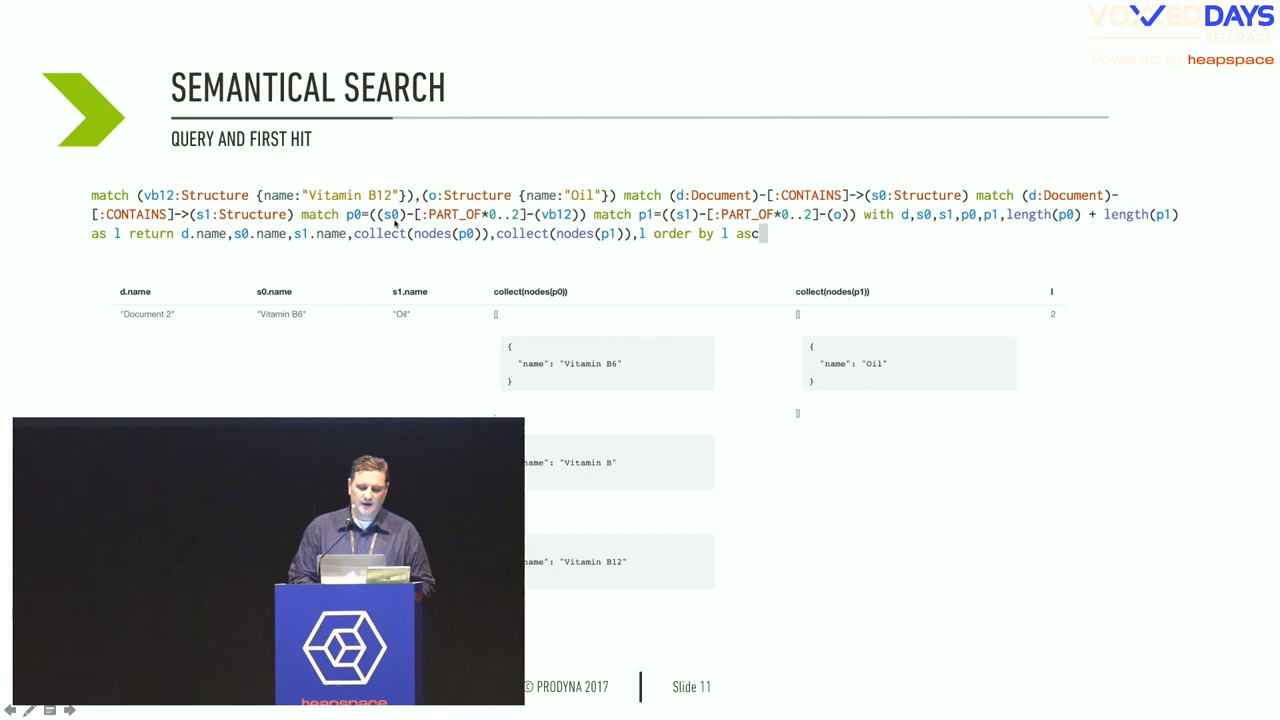 VOXXED DAYS
BELGRADE
Powered by heapspace
SEMANTICAL SEARCH
QUERY AND FIRST HIT
match (vb12:Structure {name:"Vitamin B12"}),(o:Structure {name:"Oil"}) match (d:Document)-[:CONTAINS]->(s0:Structure) match (d:Document)-
[:CONTAINS]->(s1:Structure) match p0=((s0)-[:PART_OF*0..2]-(vb12)) match p1=((s1)-[:PART_OF*0..2]-(o)) with d,s0,s1,p0,p1,length(p0) + length(p1)
as l return d.name,s0.name,s1.name,collect(nodes(p0)),collect(nodes(p1)),l order by l asc
d.name s0.name s1.name collect(nodes(p0)) collect(nodes(p1)) l
"Document 2" "Vitamin B6" "Oil" [[ [[ 2
{ {
"name": "Vitamin B6" "name": "Oil"
} }
, ]]
name": "Vitamin B"
name": "Vitamin B12"
heapspace
© PRODYNA 2017 | Slide 11